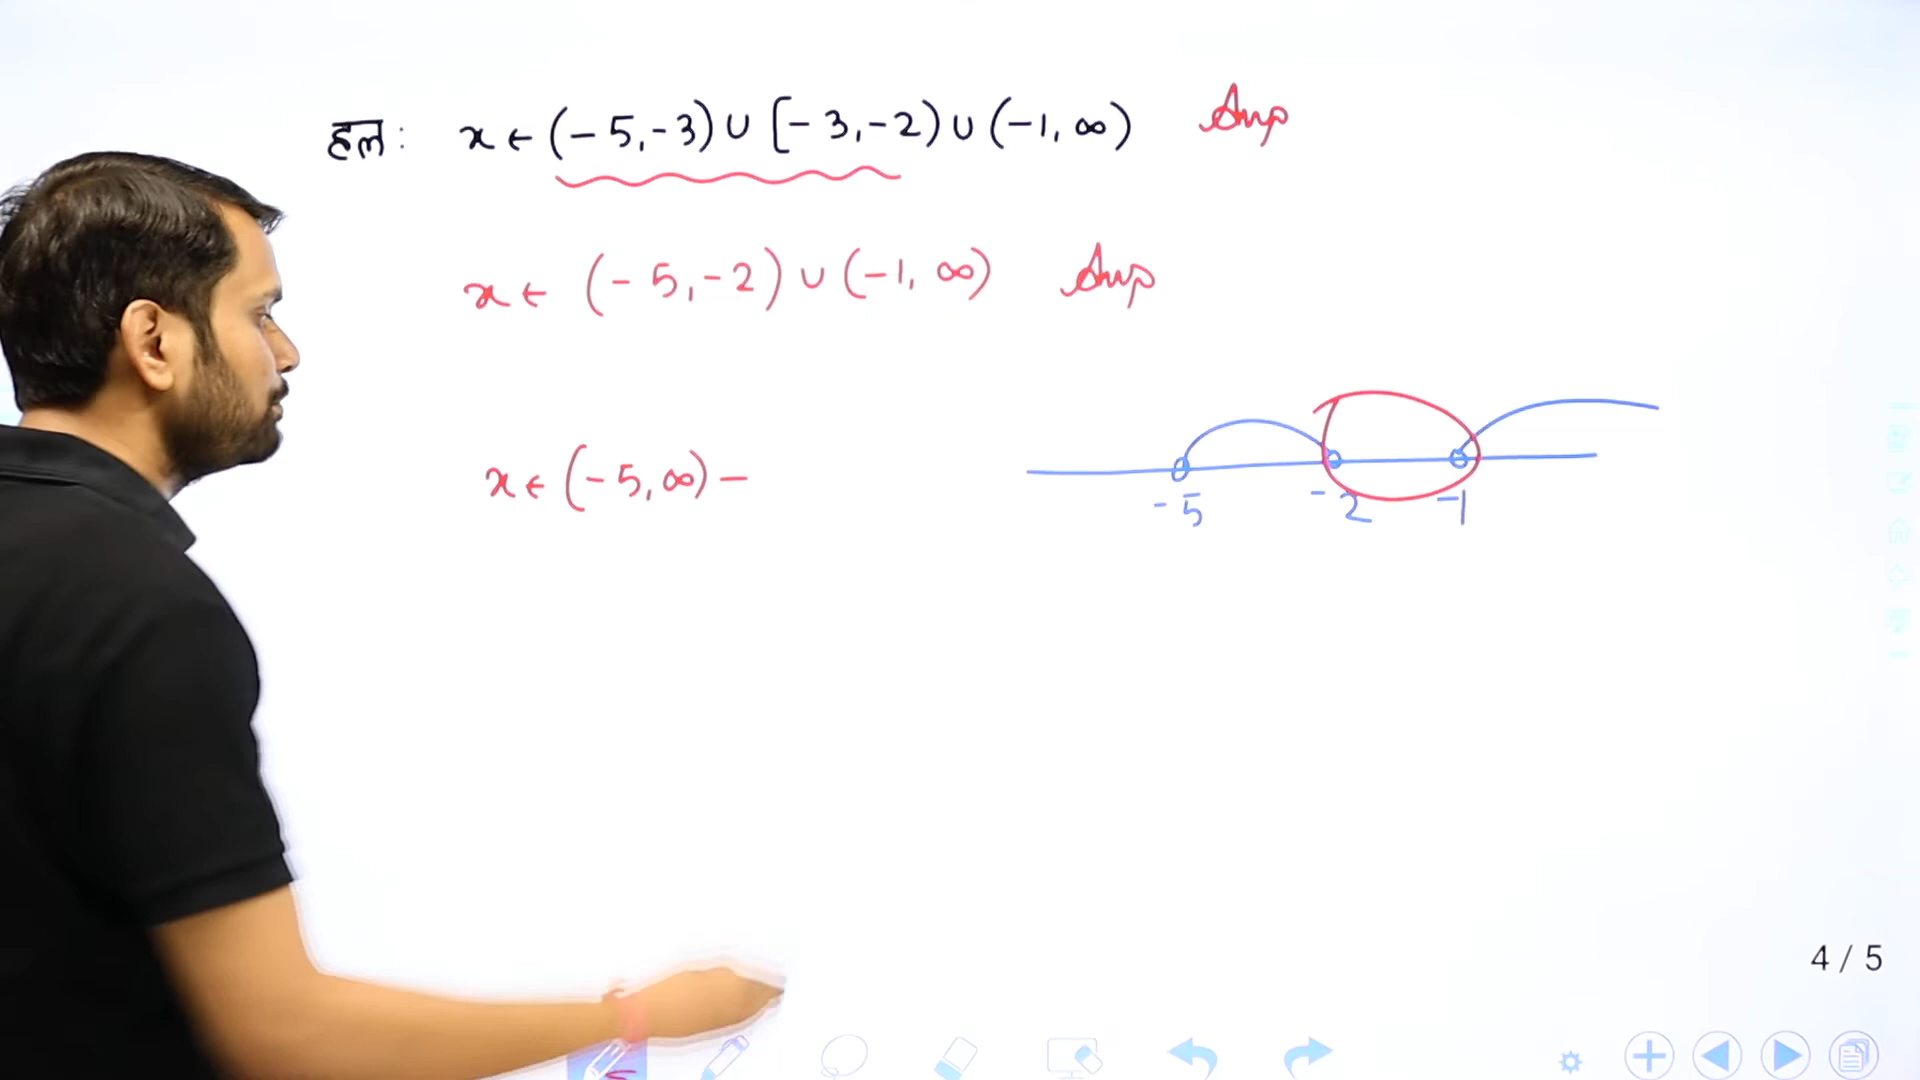 हल: x ∈ (-5,-3) ∪ [-3,-2) ∪ (-1,∞) Ans
x ∈ (-5,-2) ∪ (-1,∞) Ans
x ∈ (-5,∞) -
-5 -2 -1
4 / 5